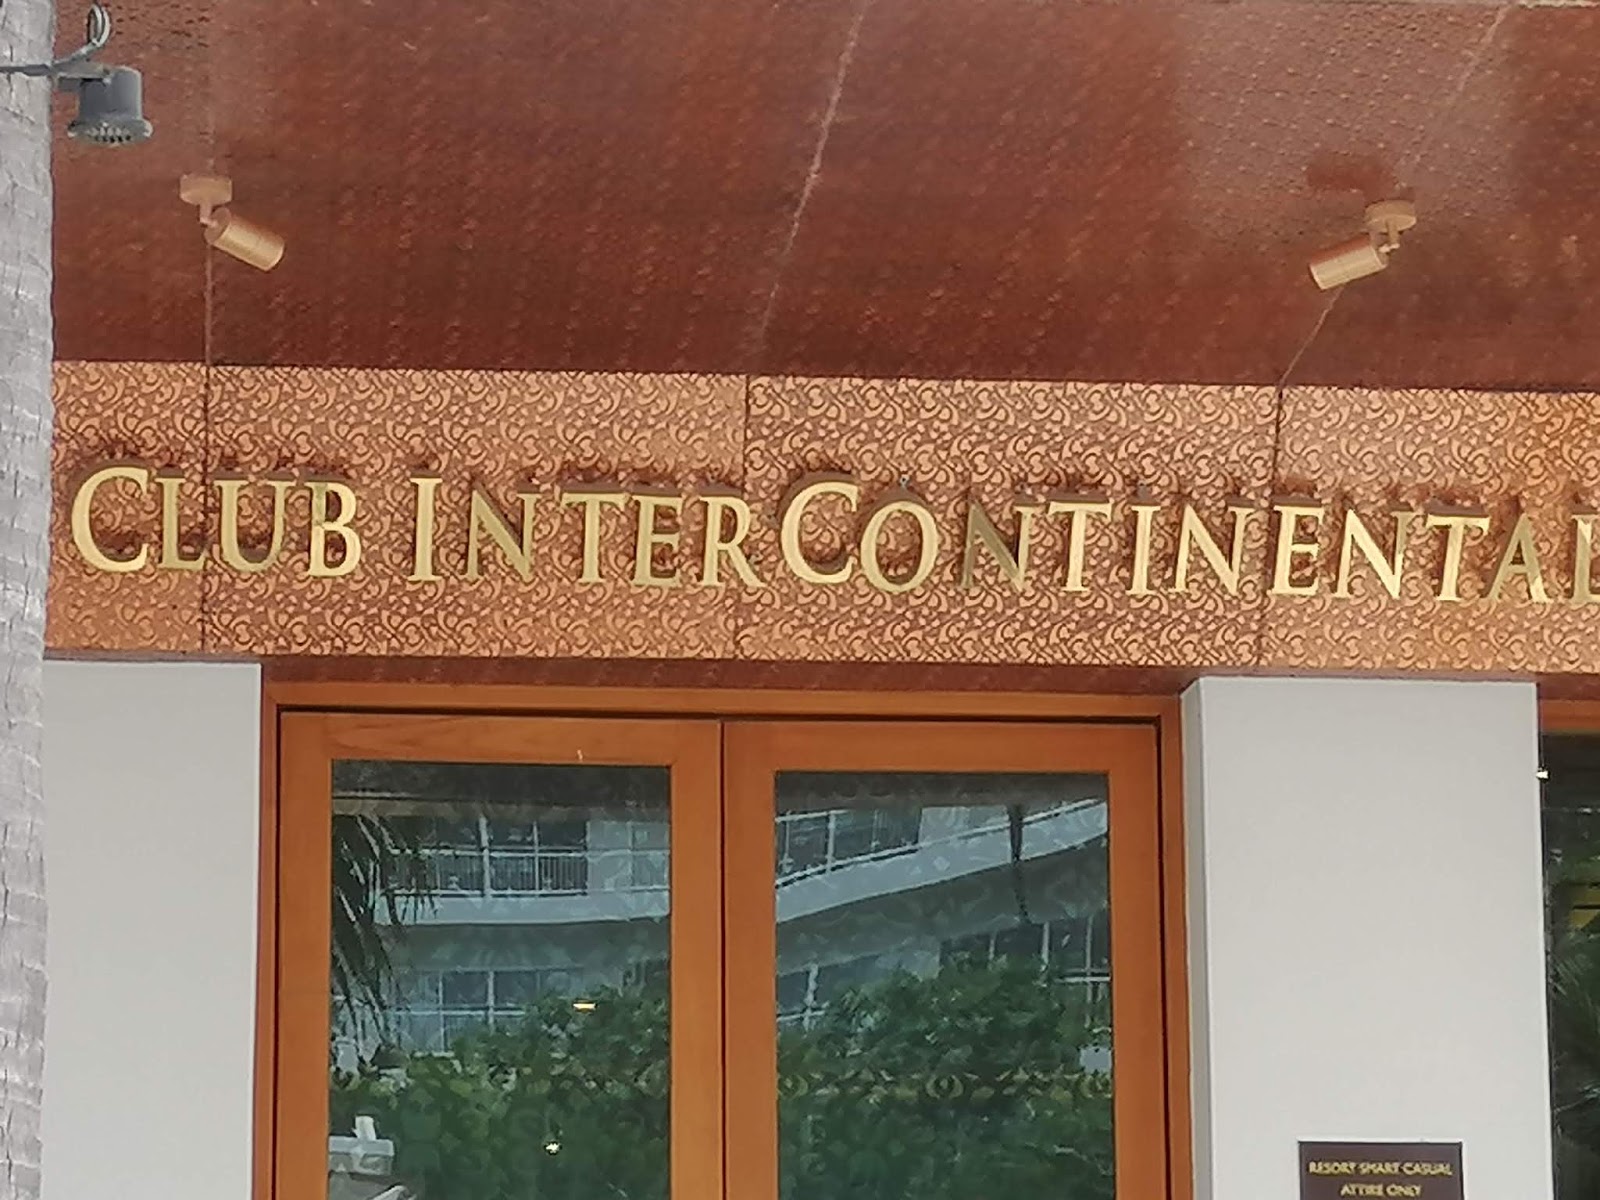 CLUB INTERCONTINENTAL
RESORT SMART CASUAL
ATTIRE ONLY